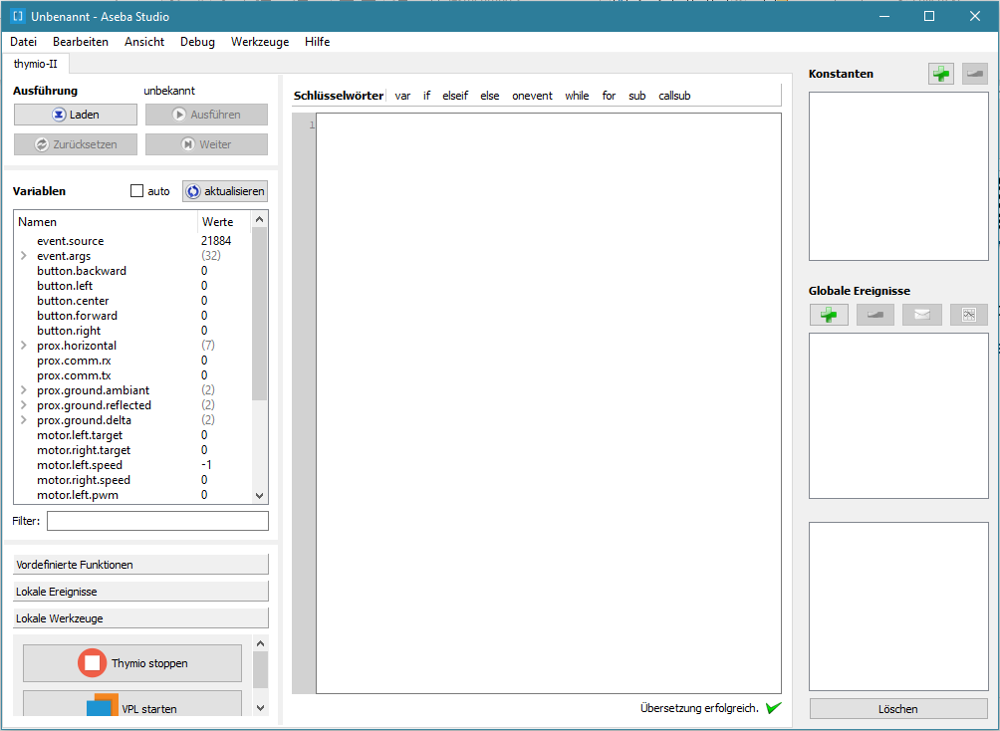 Unbenannt - Aseba Studio
Datei Bearbeiten Ansicht Debug Werkzeuge Hilfe
thymio-II
Ausführung unbekannt
Laden Ausführen
Zurücksetzen Weiter
Variablen auto aktualisieren
Namen Werte
event.source 21884
event.args (32)
button.backward 0
button.left 0
button.center 0
button.forward 0
button.right 0
prox.horizontal (7)
prox.comm.rx 0
prox.comm.tx 0
prox.ground.ambiant (2)
prox.ground.reflected (2)
prox.ground.delta (2)
motor.left.target 0
motor.right.target 0
motor.left.speed -1
motor.right.speed 0
motor.left.pwm 0
Filter:
Vordefinierte Funktionen
Lokale Ereignisse
Lokale Werkzeuge
Thymio stoppen
VPL starten
Schlüsselwörter var if elseif else onevent while for sub callsub
1
Übersetzung erfolgreich.
Konstanten
Globale Ereignisse
Löschen